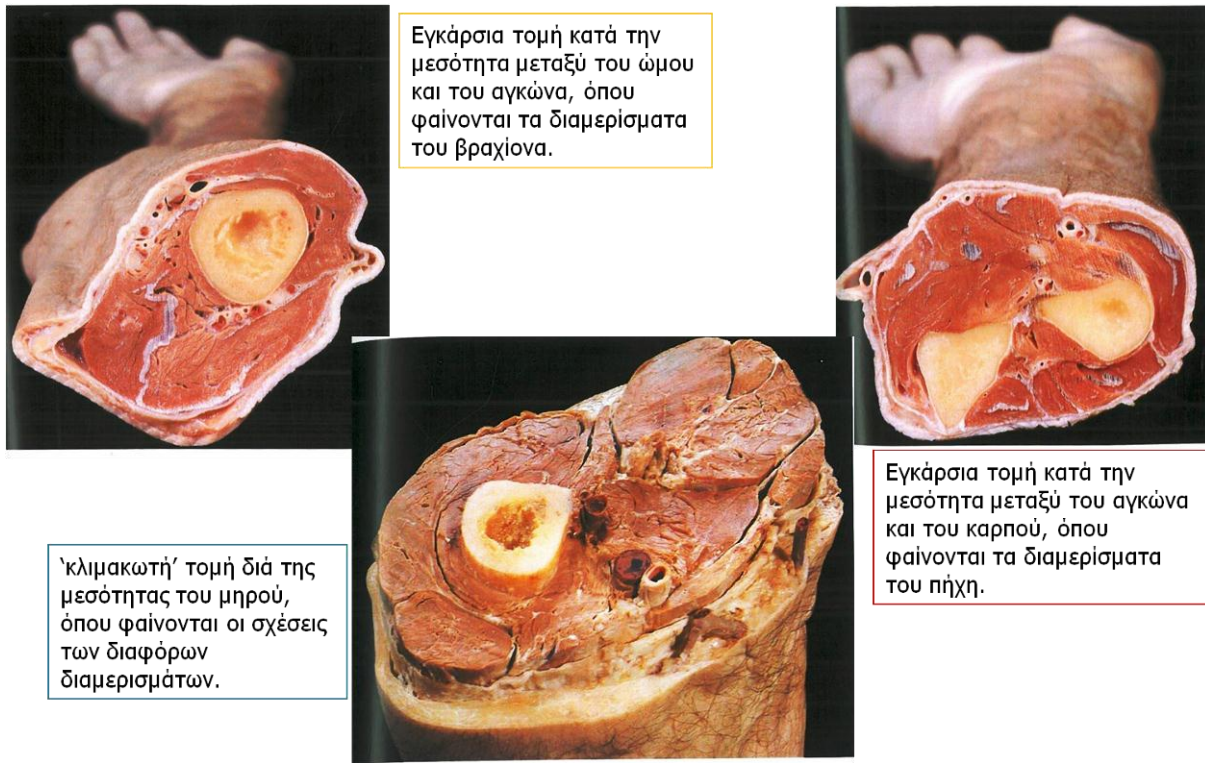 Εγκάρσια τομή κατά την
μεσότητα μεταξύ του ώμου
και του αγκώνα, όπου
φαίνονται τα διαμερίσματα
του βραχίονα.
Εγκάρσια τομή κατά την
μεσότητα μεταξύ του αγκώνα
και του καρπού, όπου
φαίνονται τα διαμερίσματα
του πήχη.
‘κλιμακωτή’ τομή διά της
μεσότητας του μηρού,
όπου φαίνονται οι σχέσεις
των διαφόρων
διαμερισμάτων.